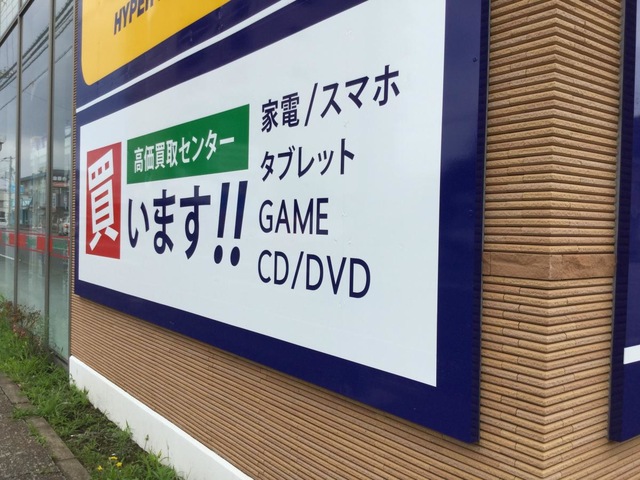 HYPER
高価買取センター
買います!!
家電/スマホ
タブレット
GAME
CD/DVD